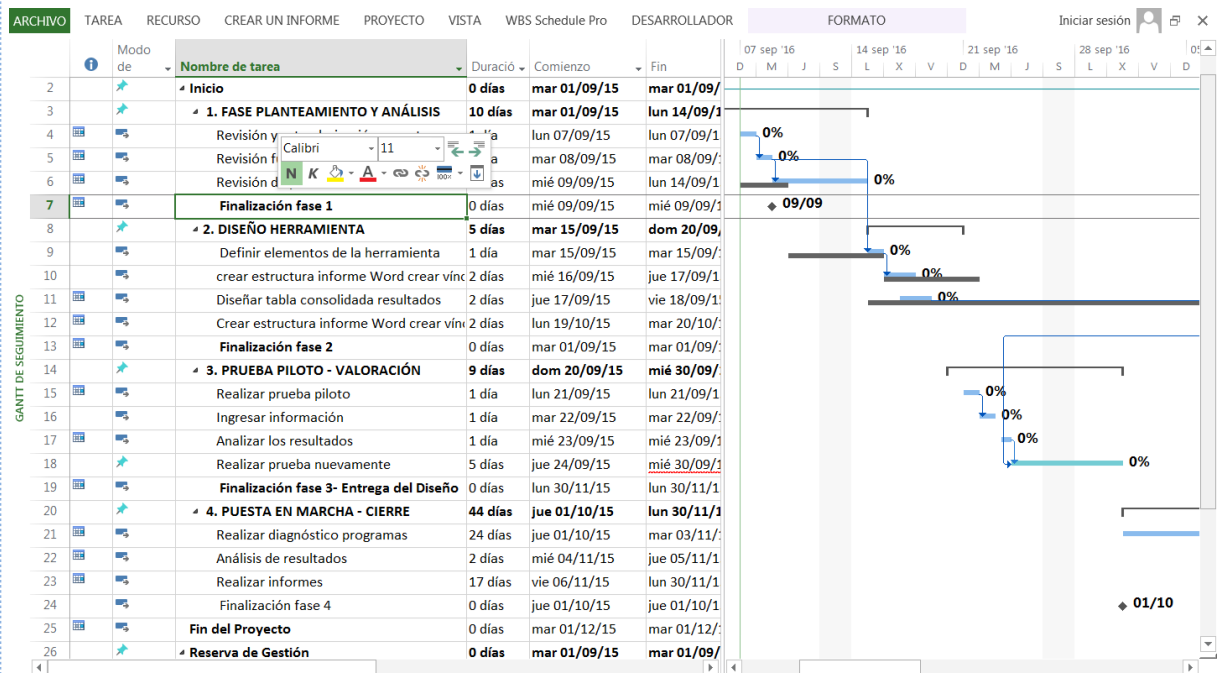 ARCHIVO TAREA RECURSO CREAR UN INFORME PROYECTO VISTA WBS Schedule Pro DESARROLLADOR FORMATO Iniciar sesión
Modo de Nombre de tarea Duració Comienzo Fin
07 sep '16 14 sep '16 21 sep '16 28 sep '16 05
D M J S L X V D M J S L X V D
GANTT DE SEGUIMIENTO
2 Inicio 0 días mar 01/09/15 mar 01/09/
3 1. FASE PLANTEAMIENTO Y ANÁLISIS 10 días mar 01/09/15 lun 14/09/1
4 Revisión y lun 07/09/15 lun 07/09/1 0%
Calibri 11
5 Revisión mar 08/09/15 mar 08/09/ 0%
N K A 100%
6 Revisión mié 09/09/15 lun 14/09/1 0%
7 Finalización fase 1 0 días mié 09/09/15 mié 09/09/1 09/09
8 2. DISEÑO HERRAMIENTA 5 días mar 15/09/15 dom 20/09/
9 Definir elementos de la herramienta 1 día mar 15/09/15 mar 15/09/ 0%
10 crear estructura informe Word crear vínc 2 días mié 16/09/15 jue 17/09/1 0%
11 Diseñar tabla consolidada resultados 2 días jue 17/09/15 vie 18/09/1 0%
12 Crear estructura informe Word crear vín 2 días lun 19/10/15 mar 20/10/
13 Finalización fase 2 0 días mar 01/09/15 mar 01/09/
14 3. PRUEBA PILOTO - VALORACIÓN 9 días dom 20/09/15 mié 30/09/
15 Realizar prueba piloto 1 día lun 21/09/15 lun 21/09/1 0%
16 Ingresar información 1 día mar 22/09/15 mar 22/09/ 0%
17 Analizar los resultados 1 día mié 23/09/15 mié 23/09/1 0%
18 Realizar prueba nuevamente 5 días jue 24/09/15 mié 30/09/1 0%
19 Finalización fase 3- Entrega del Diseño 0 días lun 30/11/15 lun 30/11/1
20 4. PUESTA EN MARCHA - CIERRE 44 días jue 01/10/15 lun 30/11/1
21 Realizar diagnóstico programas 24 días jue 01/10/15 mar 03/11/
22 Análisis de resultados 2 días mié 04/11/15 jue 05/11/1
23 Realizar informes 17 días vie 06/11/15 lun 30/11/1
24 Finalización fase 4 0 días jue 01/10/15 jue 01/10/1 01/10
25 Fin del Proyecto 0 días mar 01/12/15 mar 01/12/
26 Reserva de Gestión 0 días mar 01/09/15 mar 01/09/